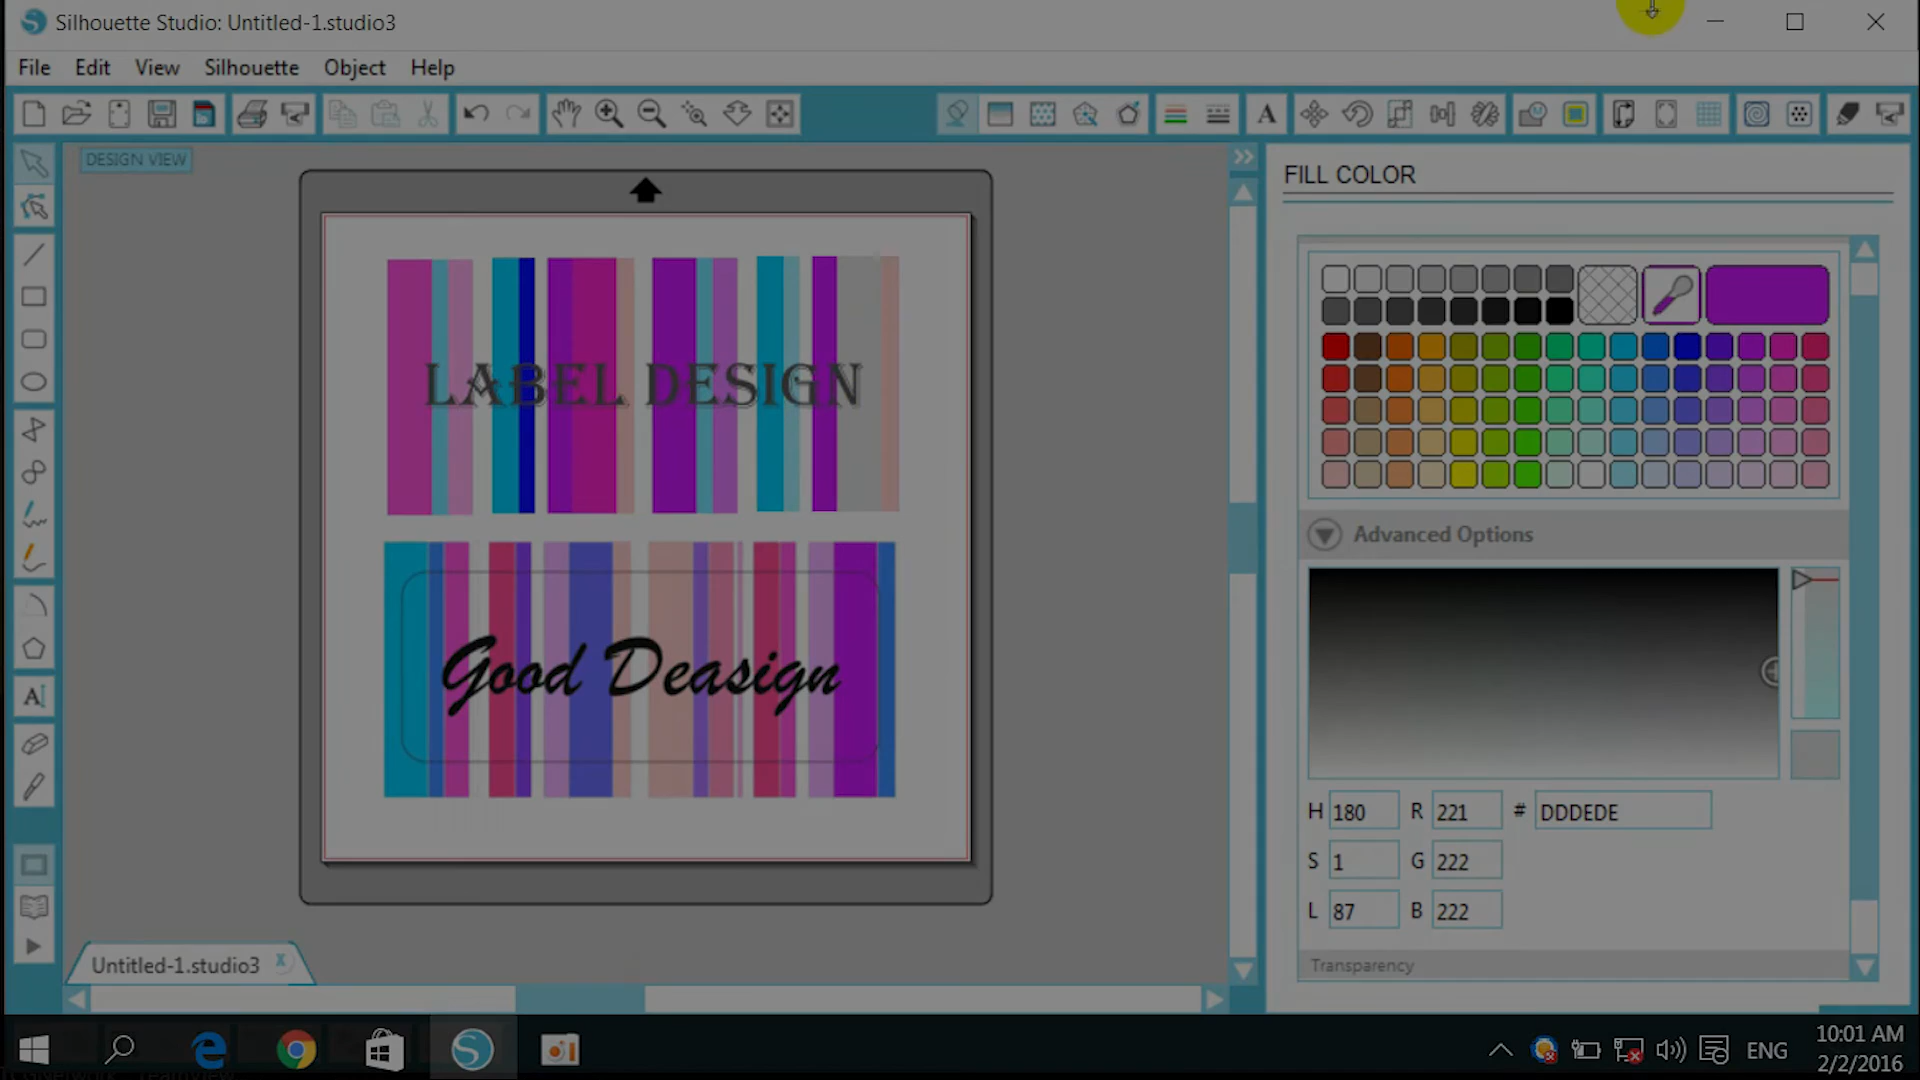 Silhouette Studio: Untitled-1.studio3
File Edit View Silhouette Object Help
DESIGN VIEW
FILL COLOR
LABEL DESIGN
Good Deasign
Advanced Options
H 180 R 221 # DDDEDE
S 1 G 222
L 87 B 222
Transparency
Untitled-1.studio3
ENG
10:01 AM
2/2/2016